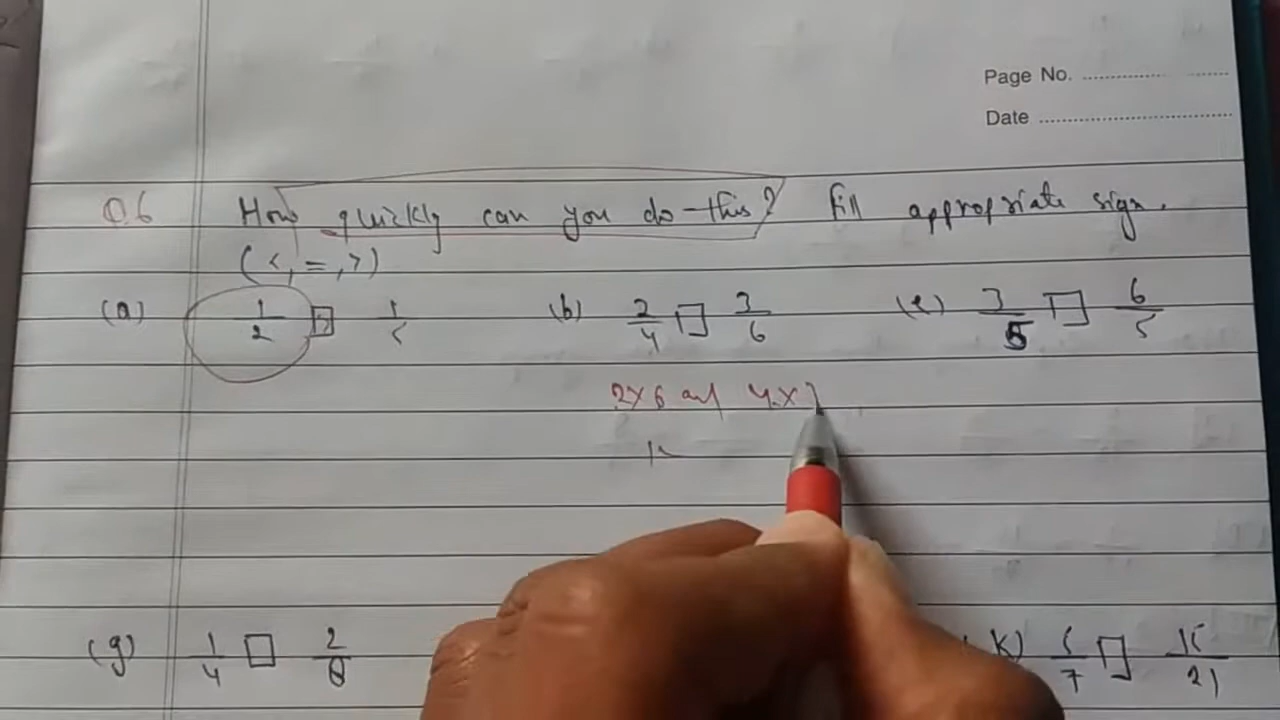 Page No.
Date
Q.6 How quickly can you do this? fill appropriate sign.
(<, =, >)
(a) 1/2 □ 1/5 (b) 2/4 □ 3/6 (c) 3/5 □ 6/5
2×6 and 4×3
12
(g) 1/4 □ 2/8 (k) 5/7 □ 15/21